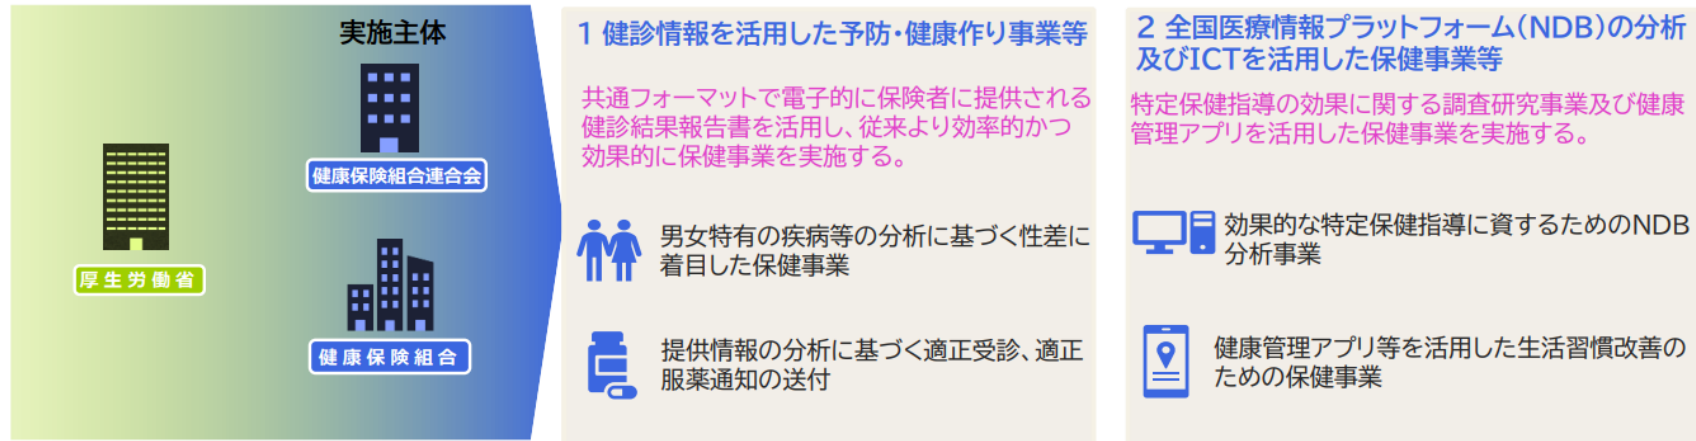 実施主体
健康保険組合連合会
厚生労働省
健康保険組合
1 健診情報を活用した予防・健康作り事業等
共通フォーマットで電子的に保険者に提供される
健診結果報告書を活用し、従来より効率的かつ
効果的に保健事業を実施する。
男女特有の疾病等の分析に基づく性差に
着目した保健事業
提供情報の分析に基づく適正受診、適正
服薬通知の送付
2 全国医療情報プラットフォーム(NDB)の分析
及びICTを活用した保健事業等
特定保健指導の効果に関する調査研究事業及び健康
管理アプリを活用した保健事業を実施する。
効果的な特定保健指導に資するためのNDB
分析事業
健康管理アプリ等を活用した生活習慣改善の
ための保健事業